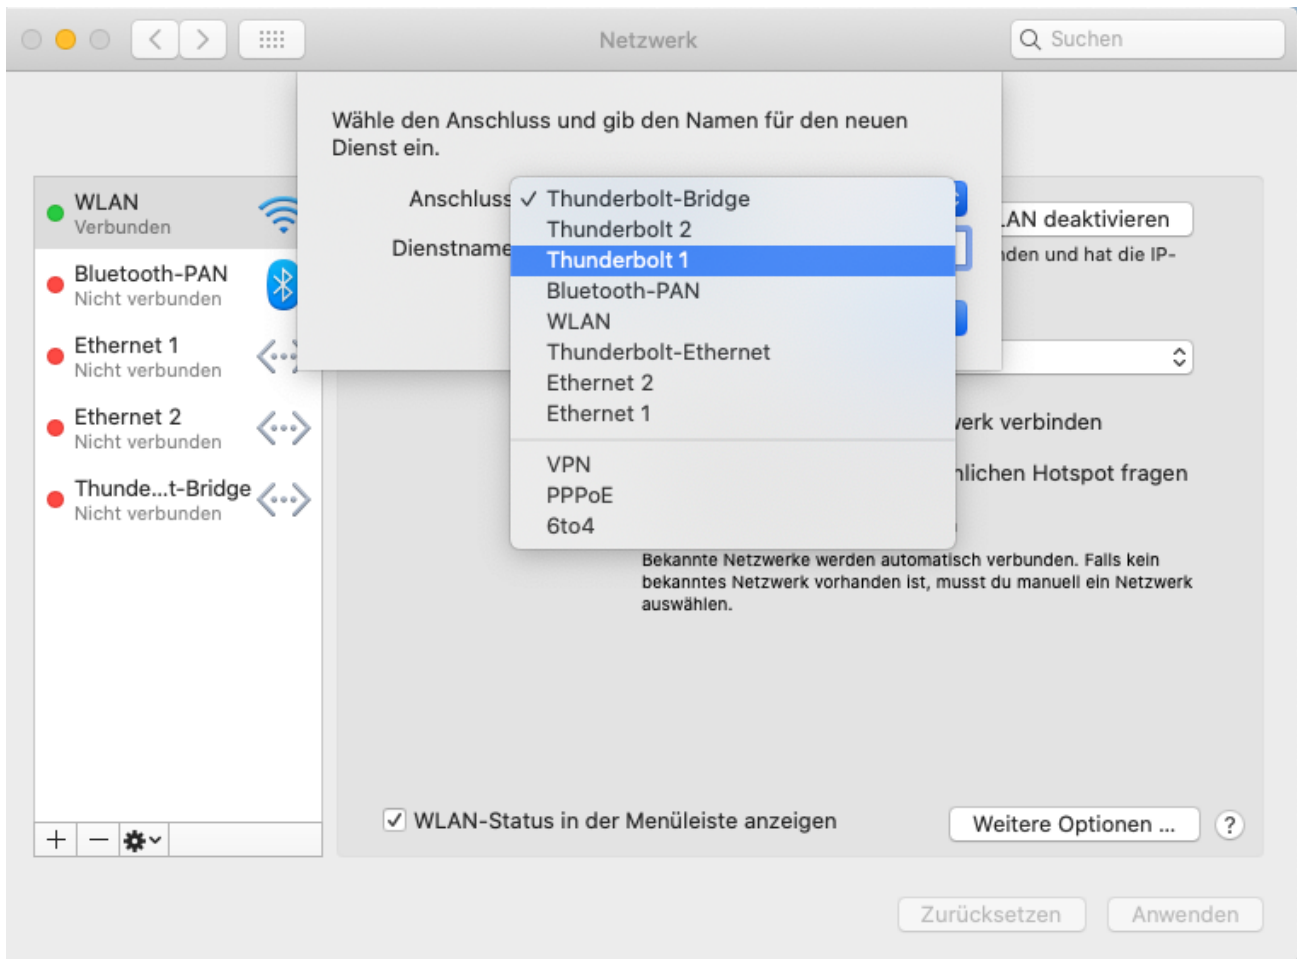 Netzwerk
Suchen
Wähle den Anschluss und gib den Namen für den neuen
Dienst ein.
Anschluss
✓ Thunderbolt-Bridge
Thunderbolt 2
Thunderbolt 1
Bluetooth-PAN
WLAN
Thunderbolt-Ethernet
Ethernet 2
Ethernet 1
VPN
PPPoE
6to4
Dienstname
WLAN
Verbunden
Bluetooth-PAN
Nicht verbunden
Ethernet 1
Nicht verbunden
Ethernet 2
Nicht verbunden
Thunde...t-Bridge
Nicht verbunden
LAN deaktivieren
nden und hat die IP-
verbinden
nlichen Hotspot fragen
Bekannte Netzwerke werden automatisch verbunden. Falls kein
bekanntes Netzwerk vorhanden ist, musst du manuell ein Netzwerk
auswählen.
WLAN-Status in der Menüleiste anzeigen
Weitere Optionen ...
?
Zurücksetzen
Anwenden